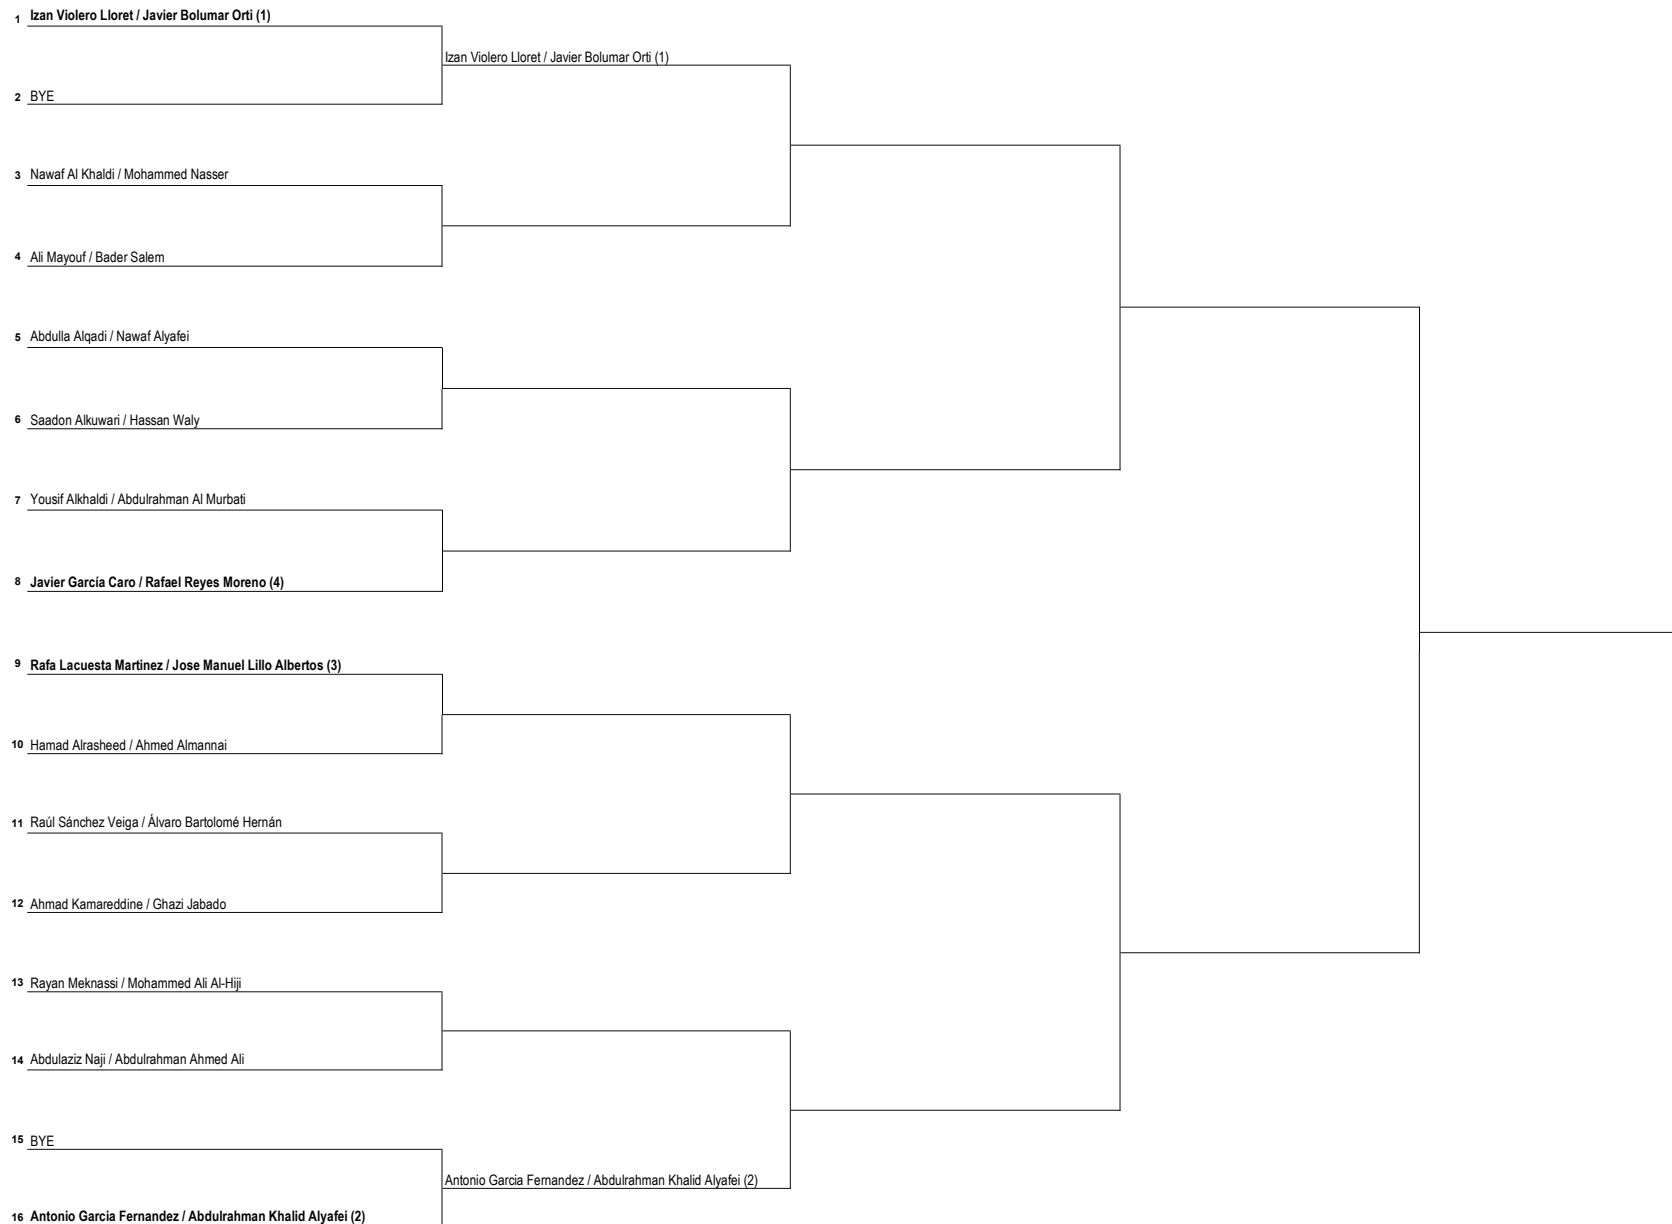 1 Izan Violero Lloret / Javier Bolumar Orti (1)
Izan Violero Lloret / Javier Bolumar Orti (1)
2 BYE
3 Nawaf Al Khaldi / Mohammed Nasser
4 Ali Mayouf / Bader Salem
5 Abdulla Alqadi / Nawaf Alyafei
6 Saadon Alkuwari / Hassan Waly
7 Yousif Alkhaldi / Abdulrahman Al Murbati
8 Javier García Caro / Rafael Reyes Moreno (4)
9 Rafa Lacuesta Martinez / Jose Manuel Lillo Albertos (3)
10 Hamad Alrasheed / Ahmed Almannai
11 Raúl Sánchez Veiga / Álvaro Bartolomé Hernán
12 Ahmad Kamareddine / Ghazi Jabado
13 Rayan Meknassi / Mohammed Ali Al-Hiji
14 Abdulaziz Naji / Abdulrahman Ahmed Ali
15 BYE
Antonio Garcia Fernandez / Abdulrahman Khalid Alyafei (2)
16 Antonio Garcia Fernandez / Abdulrahman Khalid Alyafei (2)